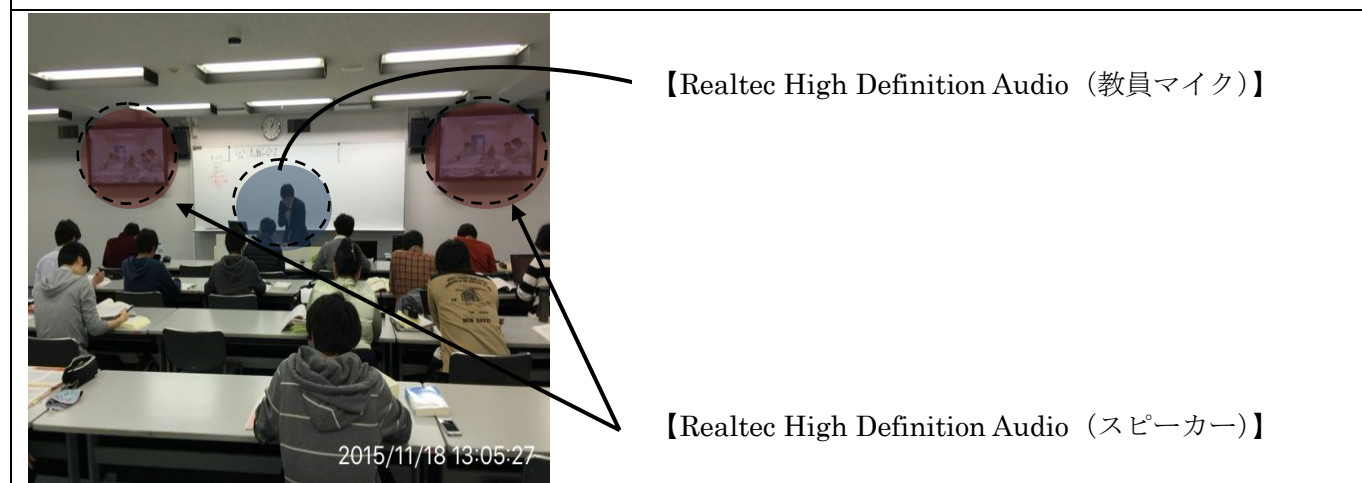 【Realtec High Definition Audio（教員マイク）】
【Realtec High Definition Audio（スピーカー）】
2015/11/18 13:05:27